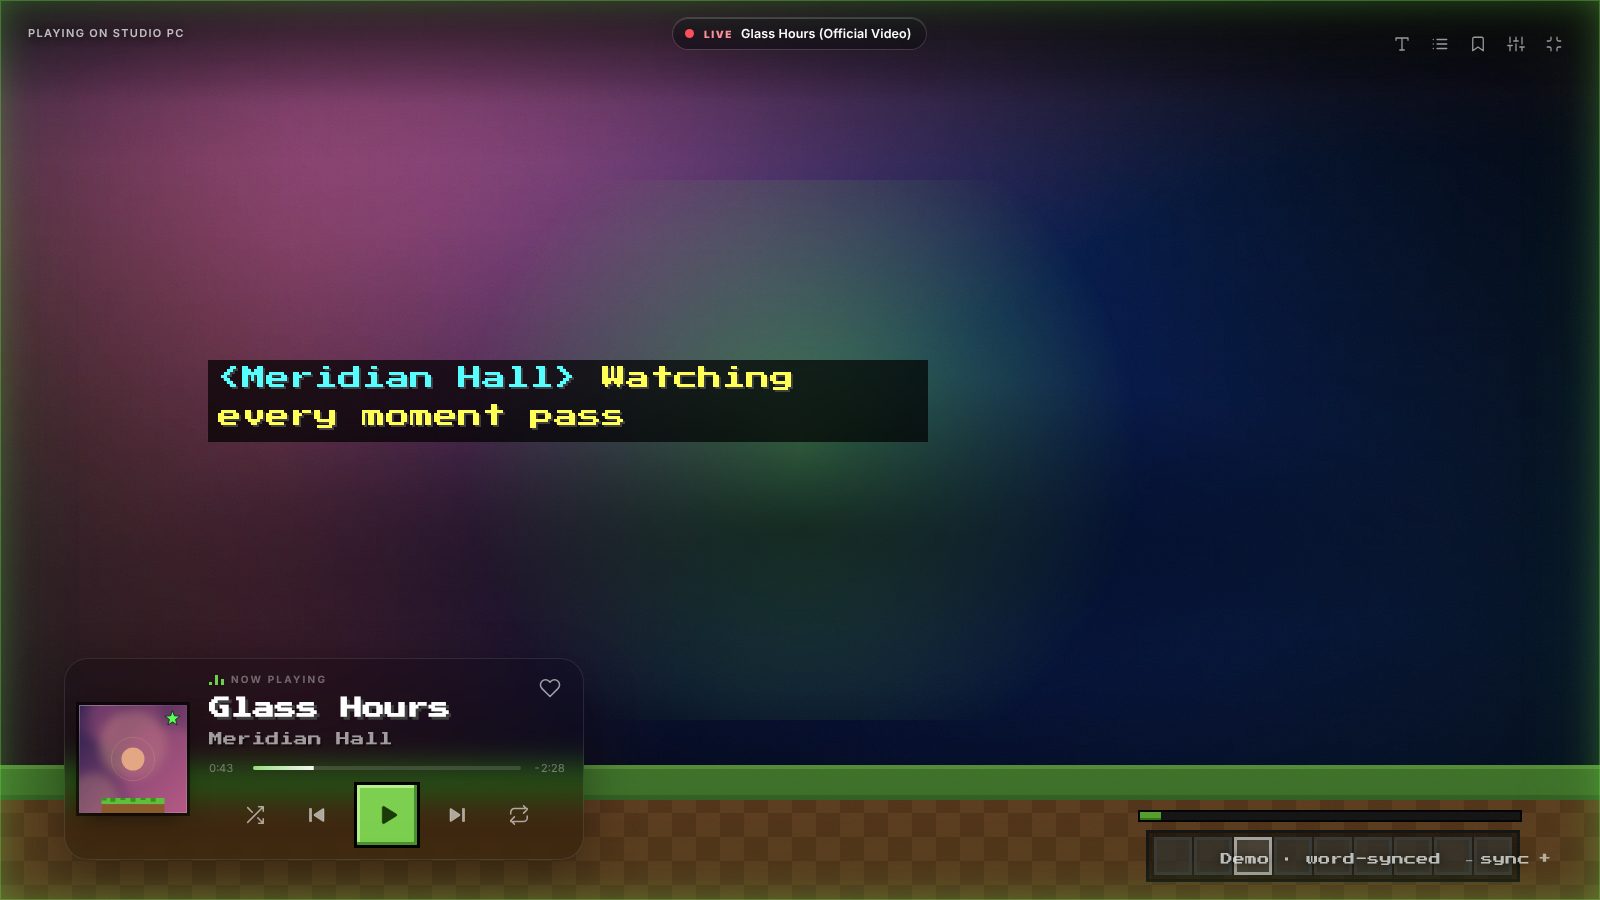 PLAYING ON STUDIO PC
LIVE Glass Hours (Official Video)
<Meridian Hall> Watching
every moment pass
NOW PLAYING
Glass Hours
Meridian Hall
0:43 -2:28
Demo · word-synced - sync +